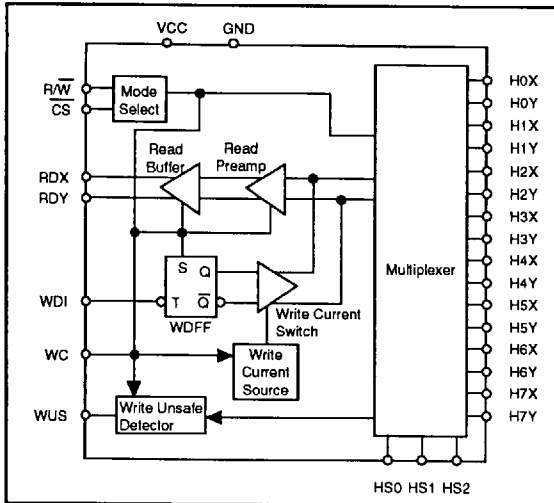 VCC GND
R/W̅
C̅S̅
Mode
Select
Read
Buffer
Read
Preamp
RDX
RDY
S Q
T Q̅
WDFF
WDI
Write Current
Switch
WC
Write
Current
Source
WUS
Write Unsafe
Detector
Multiplexer
H0X
H0Y
H1X
H1Y
H2X
H2Y
H3X
H3Y
H4X
H4Y
H5X
H5Y
H6X
H6Y
H7X
H7Y
HS0 HS1 HS2